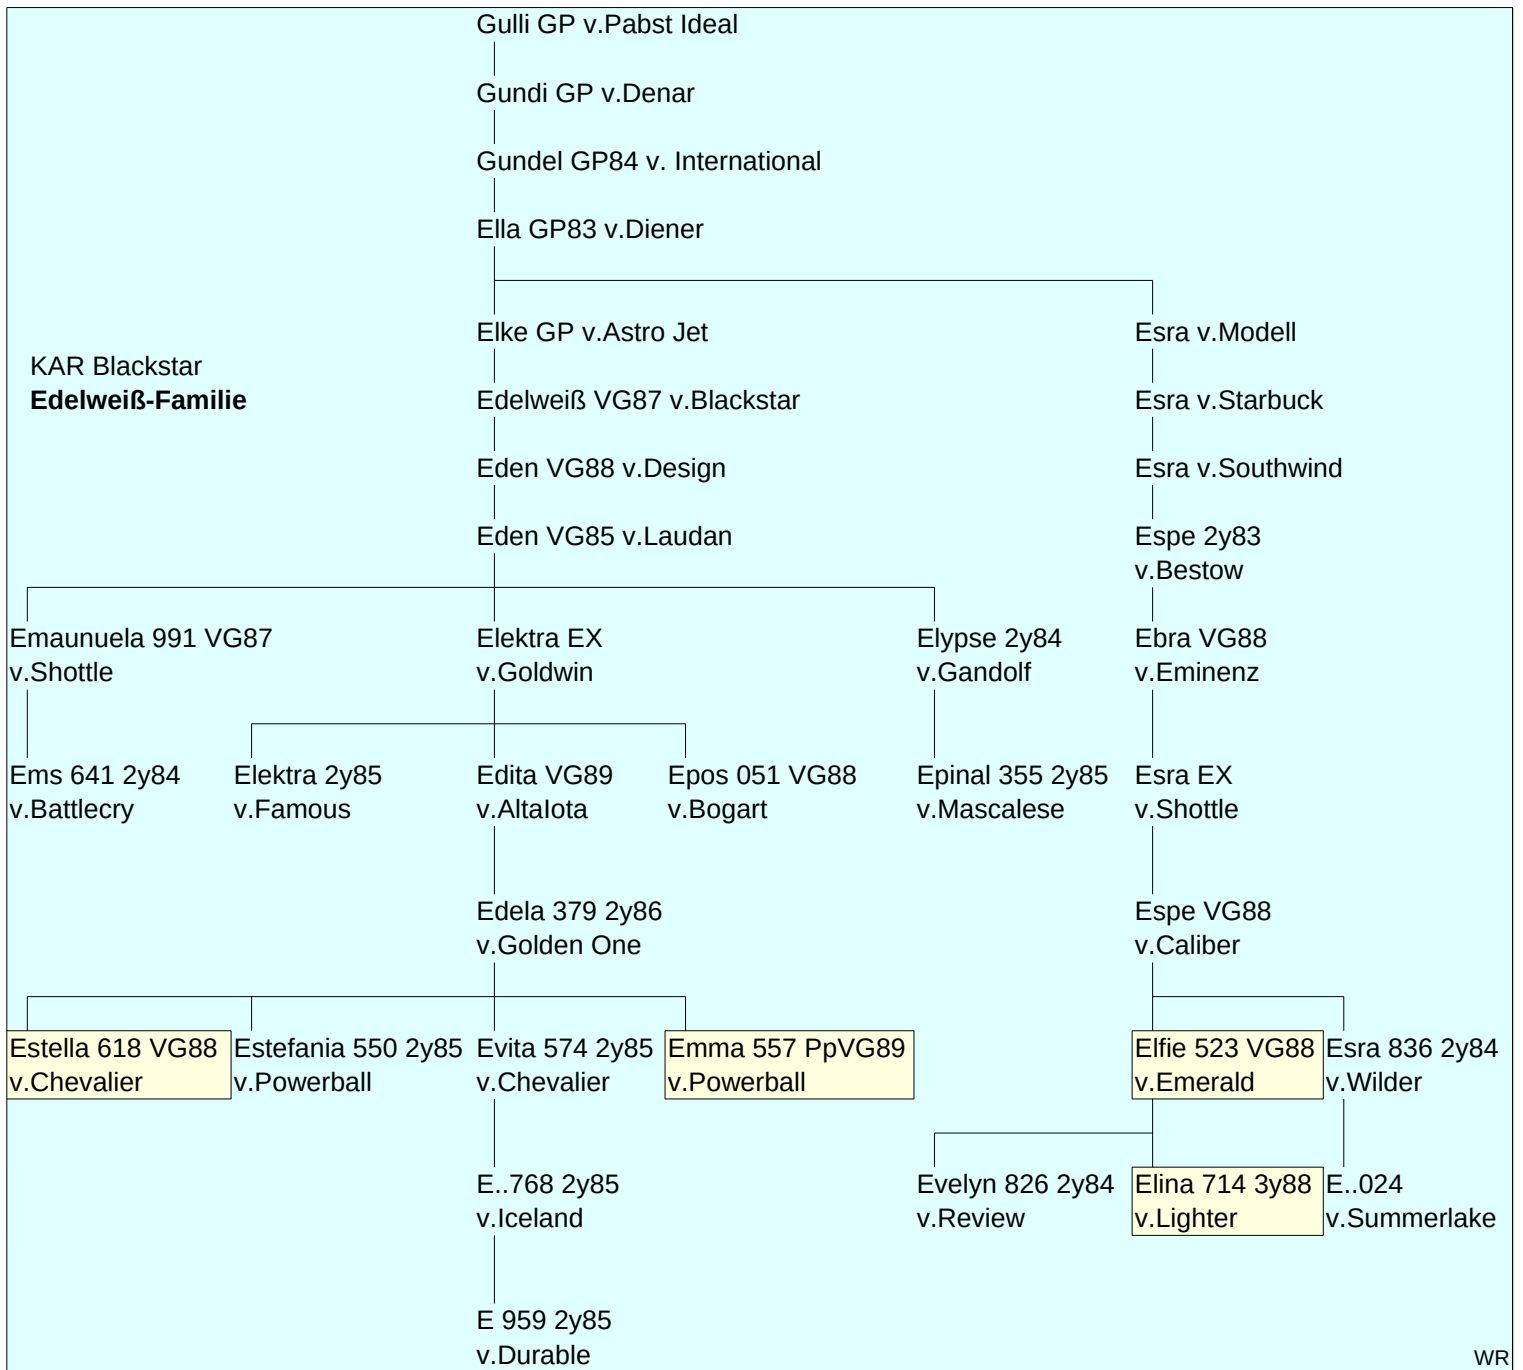 Gulli GP v.Pabst Ideal
Gundi GP v.Denar
Gundel GP84 v. International
Ella GP83 v.Diener
Elke GP v.Astro Jet
Esra v.Modell
KAR Blackstar
Edelweiß-Familie
Edelweiß VG87 v.Blackstar
Esra v.Starbuck
Eden VG88 v.Design
Esra v.Southwind
Eden VG85 v.Laudan
Espe 2y83
v.Bestow
Emaunuela 991 VG87
v.Shottle
Elektra EX
v.Goldwin
Elypse 2y84
v.Gandolf
Ebra VG88
v.Eminenz
Ems 641 2y84
v.Battlecry
Elektra 2y85
v.Famous
Edita VG89
v.AltaIota
Epos 051 VG88
v.Bogart
Epinal 355 2y85
v.Mascalese
Esra EX
v.Shottle
Edela 379 2y86
v.Golden One
Espe VG88
v.Caliber
Estella 618 VG88
v.Chevalier
Estefania 550 2y85
v.Powerball
Evita 574 2y85
v.Chevalier
Emma 557 PpVG89
v.Powerball
Elfie 523 VG88
v.Emerald
Esra 836 2y84
v.Wilder
E..768 2y85
v.Iceland
Evelyn 826 2y84
v.Review
Elina 714 3y88
v.Lighter
E..024
v.Summerlake
E 959 2y85
v.Durable
WR